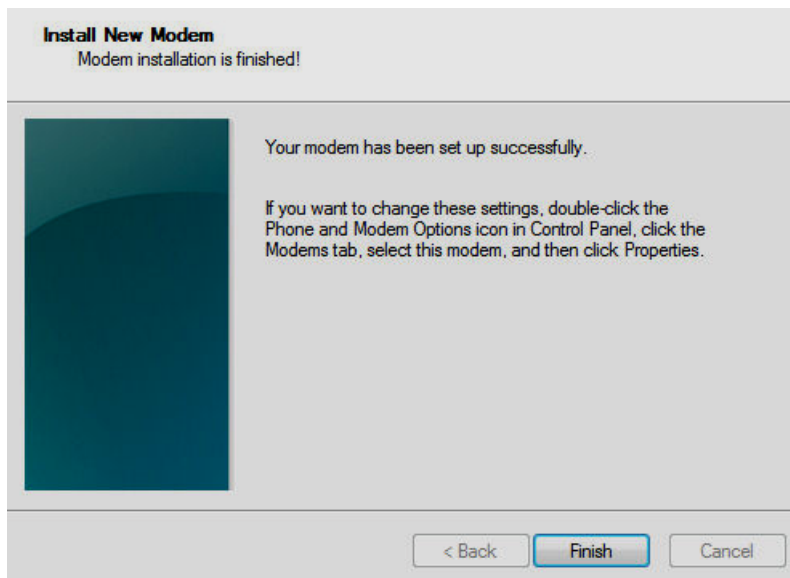 Install New Modem
Modem installation is finished!
Your modem has been set up successfully.
If you want to change these settings, double-click the
Phone and Modem Options icon in Control Panel, click the
Modems tab, select this modem, and then click Properties.
< Back
Finish
Cancel